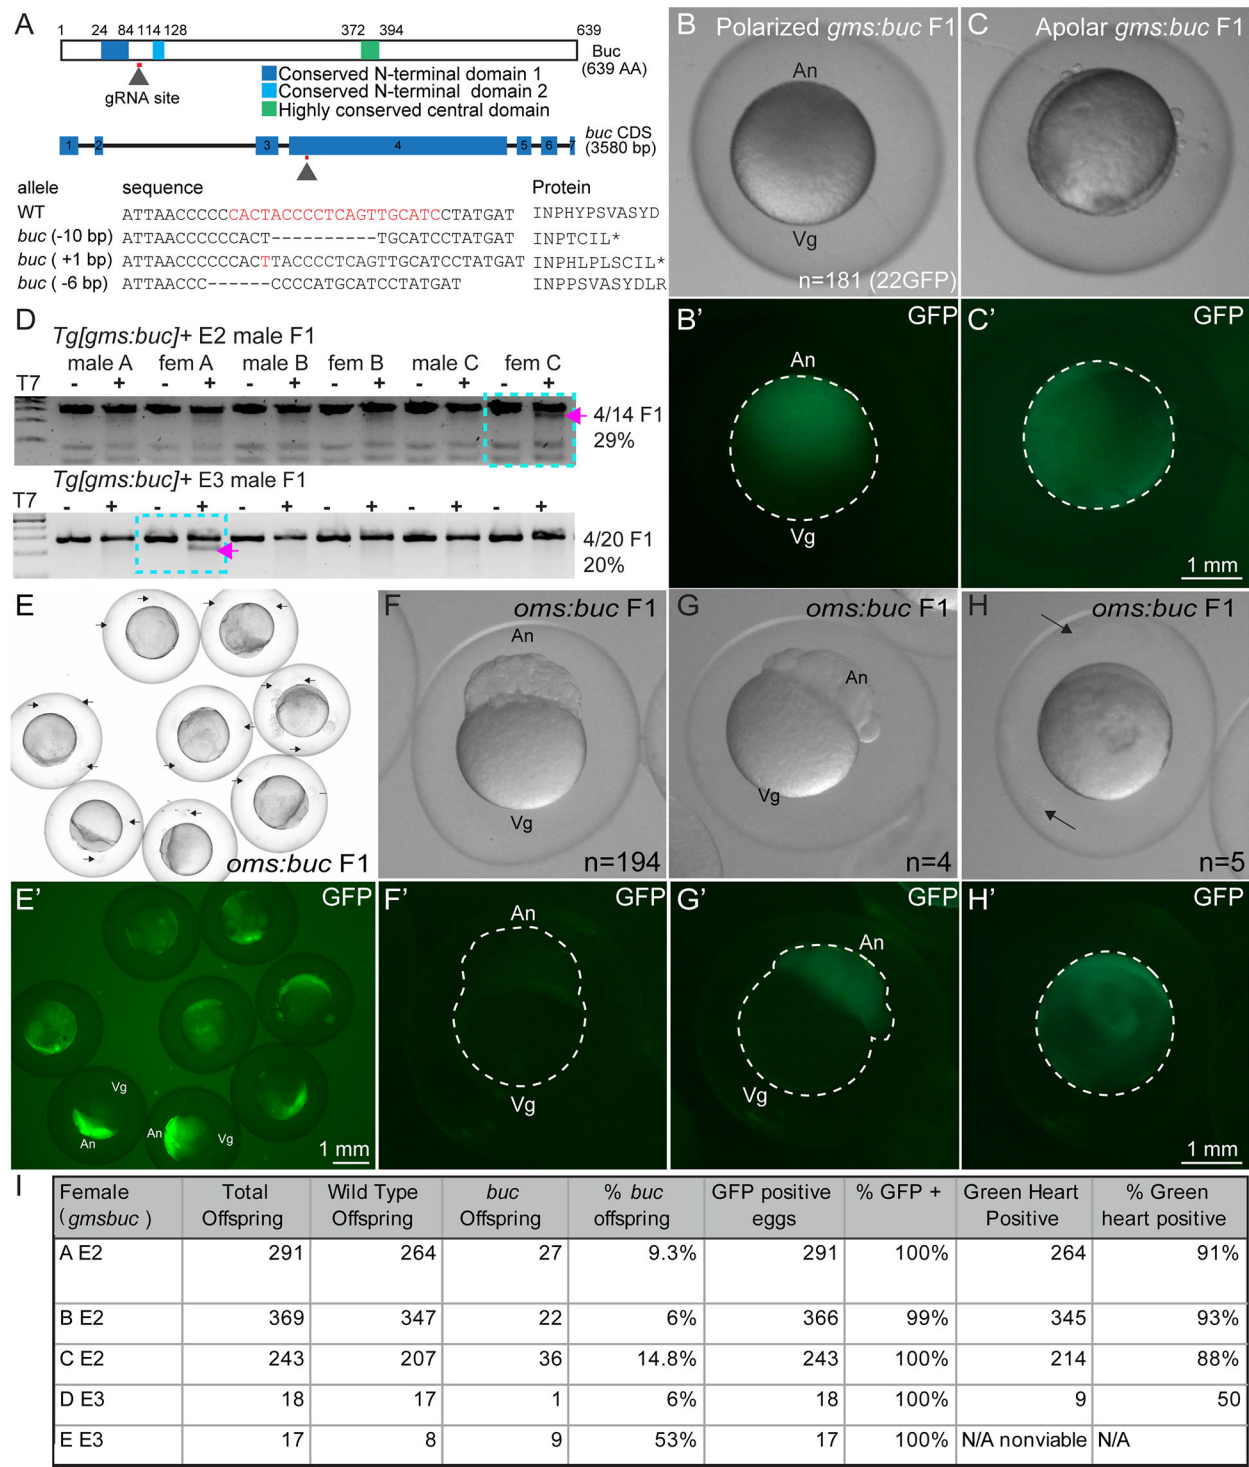 A
1 24 84 114 128 372 394 639
Buc
(639 AA)
gRNA site
Conserved N-terminal domain 1
Conserved N-terminal domain 2
Highly conserved central domain
1 2 3 4 5 6 7
buc CDS
(3580 bp)
allele sequence Protein
WT ATTAACCCCCCACTACCCCTCAGTTGCATCCTATGAT INPHYPSVASYD
buc (-10 bp) ATTAACCCCCCACT----------TGCATCCTATGAT INPTCIL*
buc ( +1 bp) ATTAACCCCCCACTTACCCCTCAGTTGCATCCTATGAT INPHLPLSCIL*
buc ( -6 bp) ATTAACCC------CCCCATGCATCCTATGAT INPPSVASYDLR
B Polarized gms:buc F1
An
Vg
n=181 (22GFP)
C Apolar gms:buc F1
B’ GFP
An
Vg
C’ GFP
1 mm
D
Tg[gms:buc]+ E2 male F1
male A fem A male B fem B male C fem C
T7 - + - + - + - + - + - +
4/14 F1
29%
Tg[gms:buc]+ E3 male F1
T7 - + - + - + - + - + - +
4/20 F1
20%
E
oms:buc F1
F oms:buc F1
An
Vg
n=194
G oms:buc F1
An
Vg
n=4
H oms:buc F1
n=5
E’ GFP
Vg
An
An
Vg
1 mm
F’ GFP
An
Vg
G’ GFP
An
Vg
H’ GFP
1 mm
I
Female (gmsbuc) Total Offspring Wild Type Offspring buc Offspring % buc offspring GFP positive eggs % GFP + Green Heart Positive % Green heart positive
A E2 291 264 27 9.3% 291 100% 264 91%
B E2 369 347 22 6% 366 99% 345 93%
C E2 243 207 36 14.8% 243 100% 214 88%
D E3 18 17 1 6% 18 100% 9 50
E E3 17 8 9 53% 17 100% N/A nonviable N/A